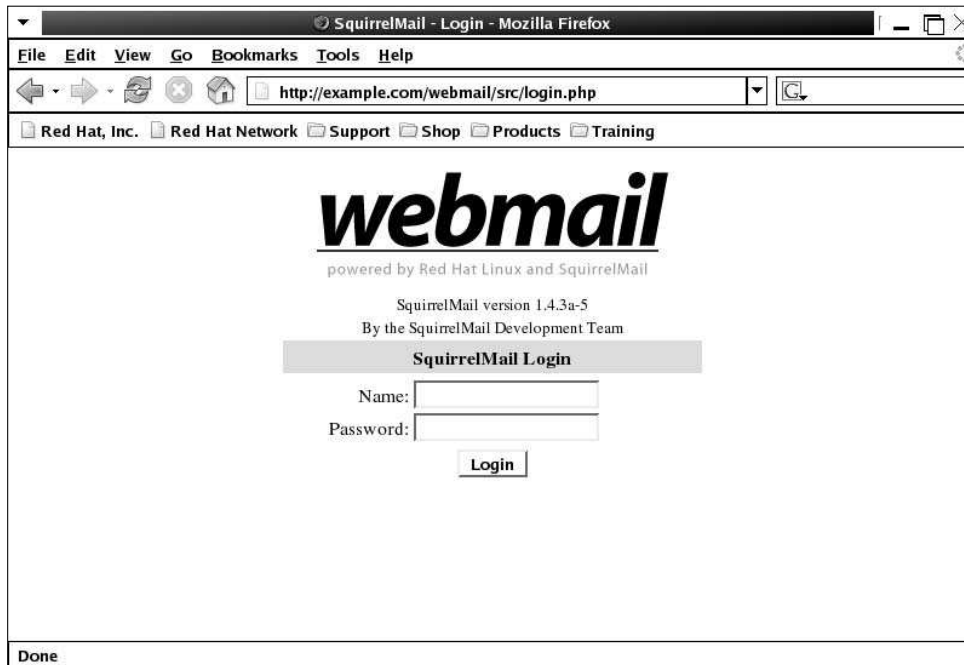 SquirrelMail - Login - Mozilla Firefox
File Edit View Go Bookmarks Tools Help
http://example.com/webmail/src/login.php
G
Red Hat, Inc. Red Hat Network Support Shop Products Training
webmail
powered by Red Hat Linux and SquirrelMail
SquirrelMail version 1.4.3a-5
By the SquirrelMail Development Team
SquirrelMail Login
Name:
Password:
Login
Done